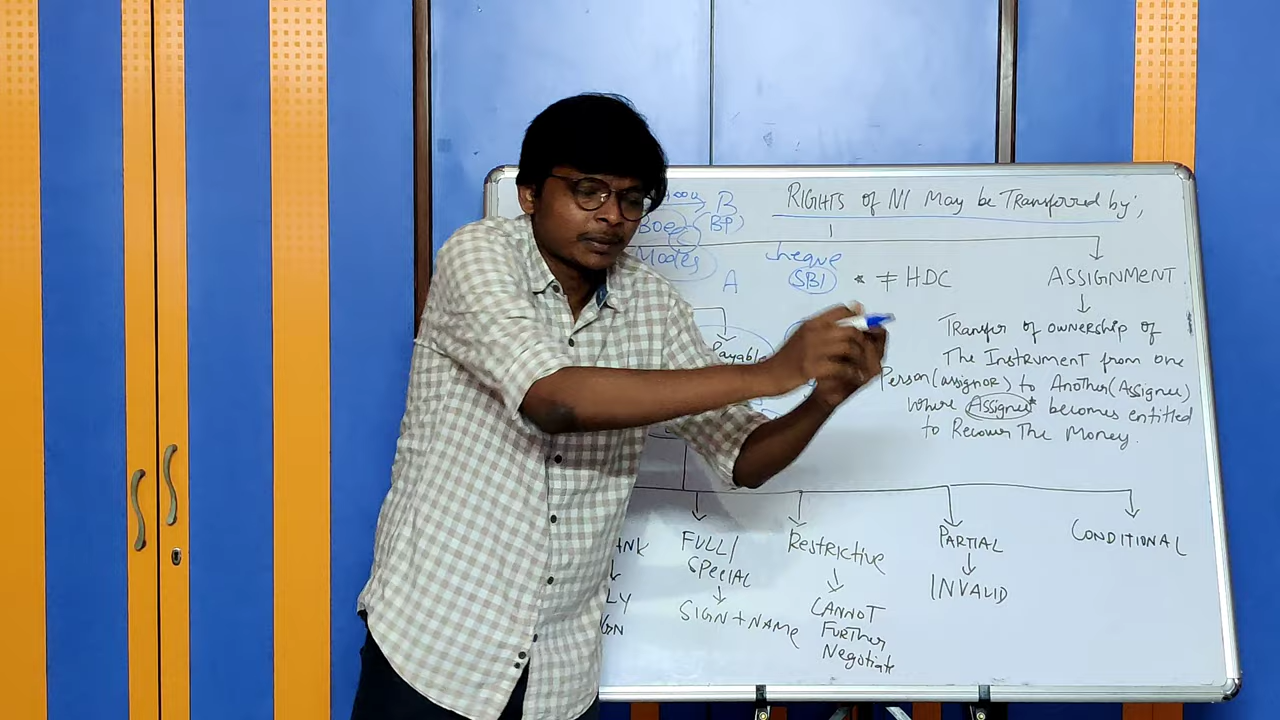 RIGHTS of NI May be Transferred by;
B
BOE
(BP)
Modes
A
cheque
SBI
* ≠ HDC
ASSIGNMENT
Payable
Transfer of ownership of
The Instrument from one
Person (assignor) to Another (Assignee)
where Assignee* becomes entitled
to Recover The Money.
FULL/
SPECIAL
SIGN + NAME
RESTRICTIVE
CANNOT
Further
Negotiate
PARTIAL
INVALID
CONDITIONAL